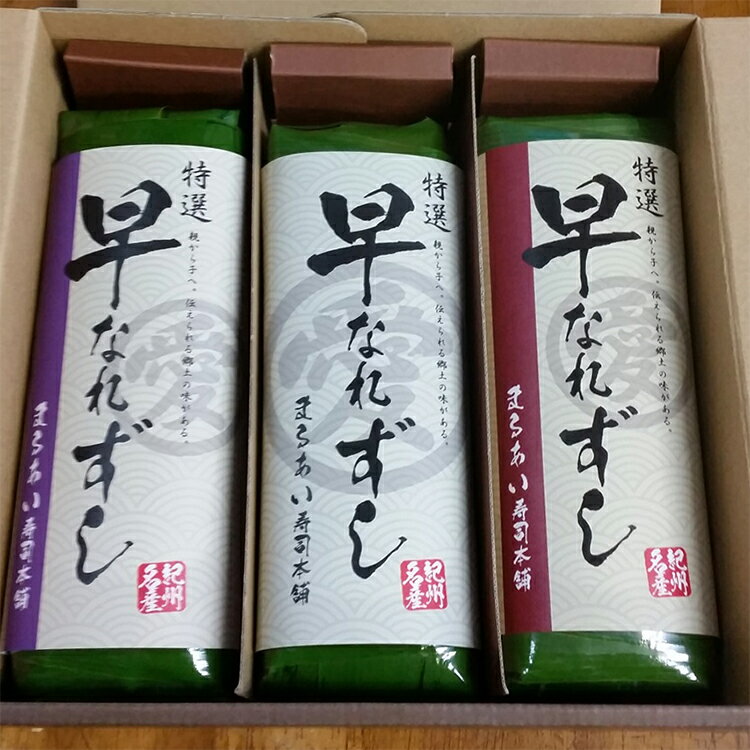 特選
早なれずし
親から子へ。伝えられる郷土の味がある。
愛
まるあい寿司本舗
紀州
名産
特選
早なれずし
親から子へ。伝えられる郷土の味がある。
愛
まるあい寿司本舗
紀州
名産
特選
早なれずし
親から子へ。伝えられる郷土の味がある。
愛
まるあい寿司本舗
紀州
名産